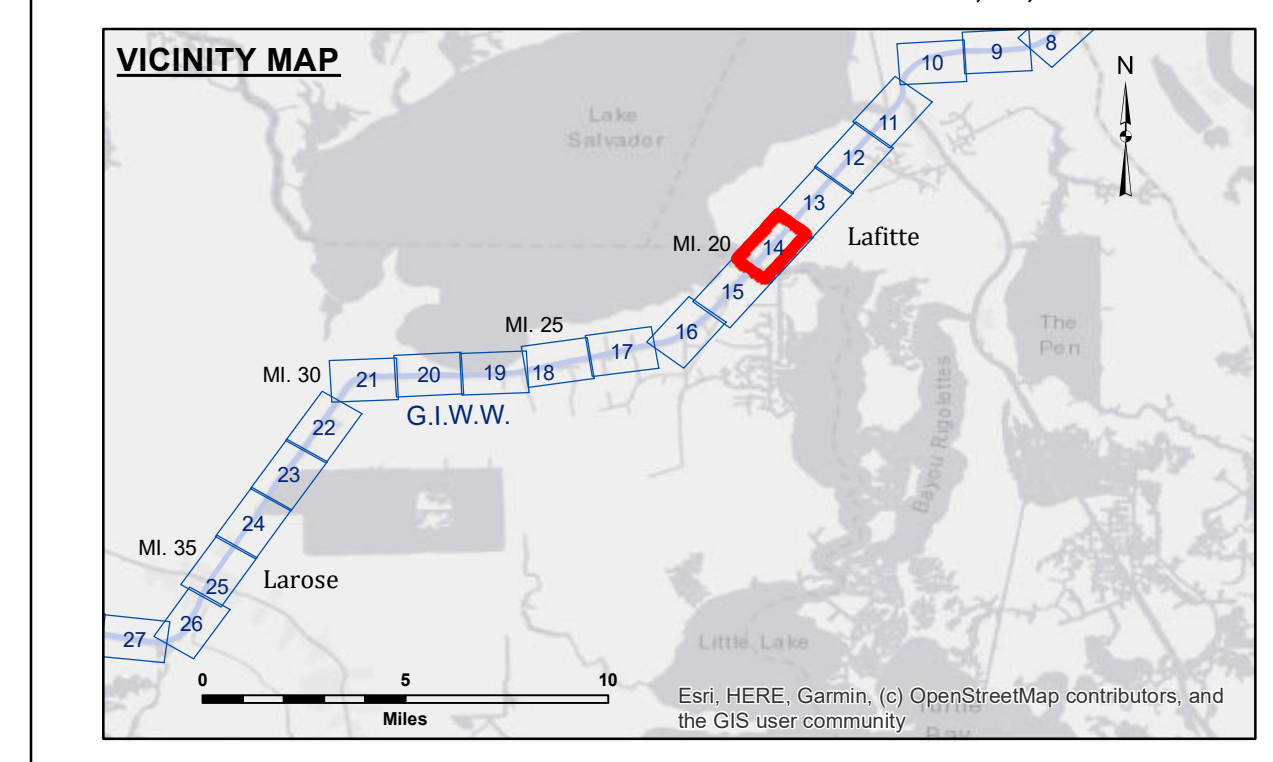 VICINITY MAP
8
9
10
N
11
Lake
Salvador
12
13
Lafitte
MI. 20
14
15
The
Pen
16
MI. 25
17
18
19
20
21
MI. 30
G.I.W.W.
Bayou Rigolettes
22
23
24
MI. 35
25
Larose
26
27
Little Lake
0 5 10
Miles
Esri, HERE, Garmin, (c) OpenStreetMap contributors, and
the GIS user community
Turtle
Bay